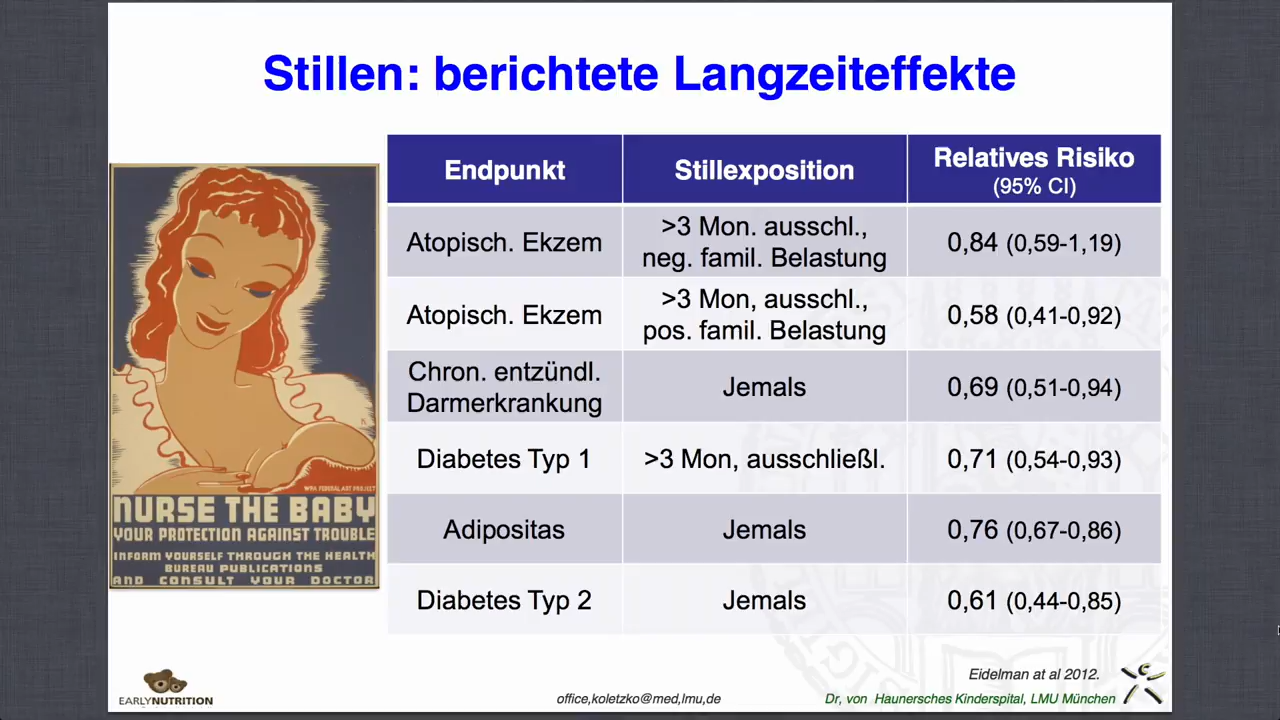 Stillen: berichtete Langzeiteffekte
Endpunkt
Stillexposition
Relatives Risiko
(95% CI)
Atopisch. Ekzem
>3 Mon. ausschl.,
neg. famil. Belastung
0,84 (0,59-1,19)
Atopisch. Ekzem
>3 Mon, ausschl.,
pos. famil. Belastung
0,58 (0,41-0,92)
Chron. entzündl.
Darmerkrankung
Jemals
0,69 (0,51-0,94)
Diabetes Typ 1
>3 Mon, ausschließl.
0,71 (0,54-0,93)
Adipositas
Jemals
0,76 (0,67-0,86)
Diabetes Typ 2
Jemals
0,61 (0,44-0,85)
WPA FEDERAL ART PROJECT
NURSE THE BABY
YOUR PROTECTION AGAINST TROUBLE
INFORM YOURSELF THROUGH THE HEALTH
BUREAU PUBLICATIONS
AND CONSULT YOUR DOCTOR
Eidelman at al 2012.
EARLYNUTRITION
office,koletzko@med,lmu,de
Dr, von Haunersches Kinderspital, LMU München